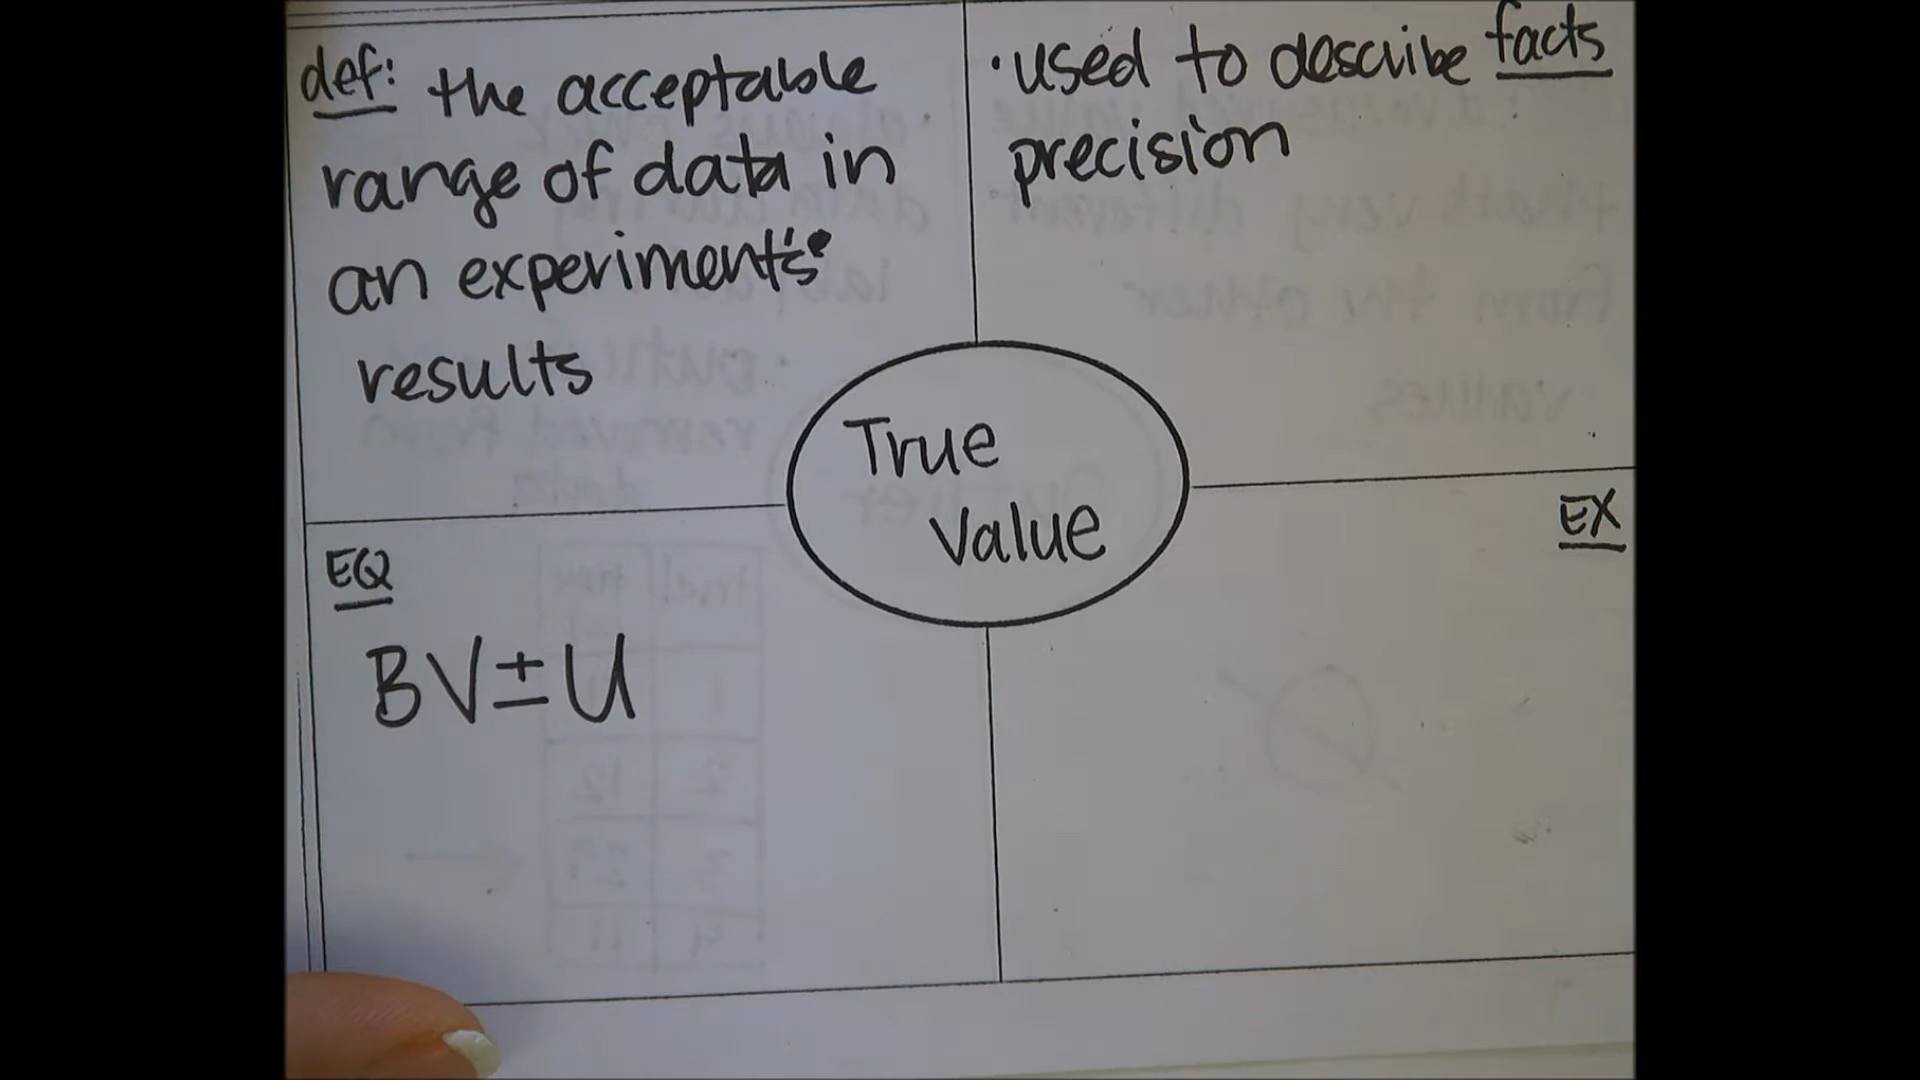 def: the acceptable
range of data in
an experiment's
results
·used to describe facts
precision
True
Value
EQ
BV±U
EX